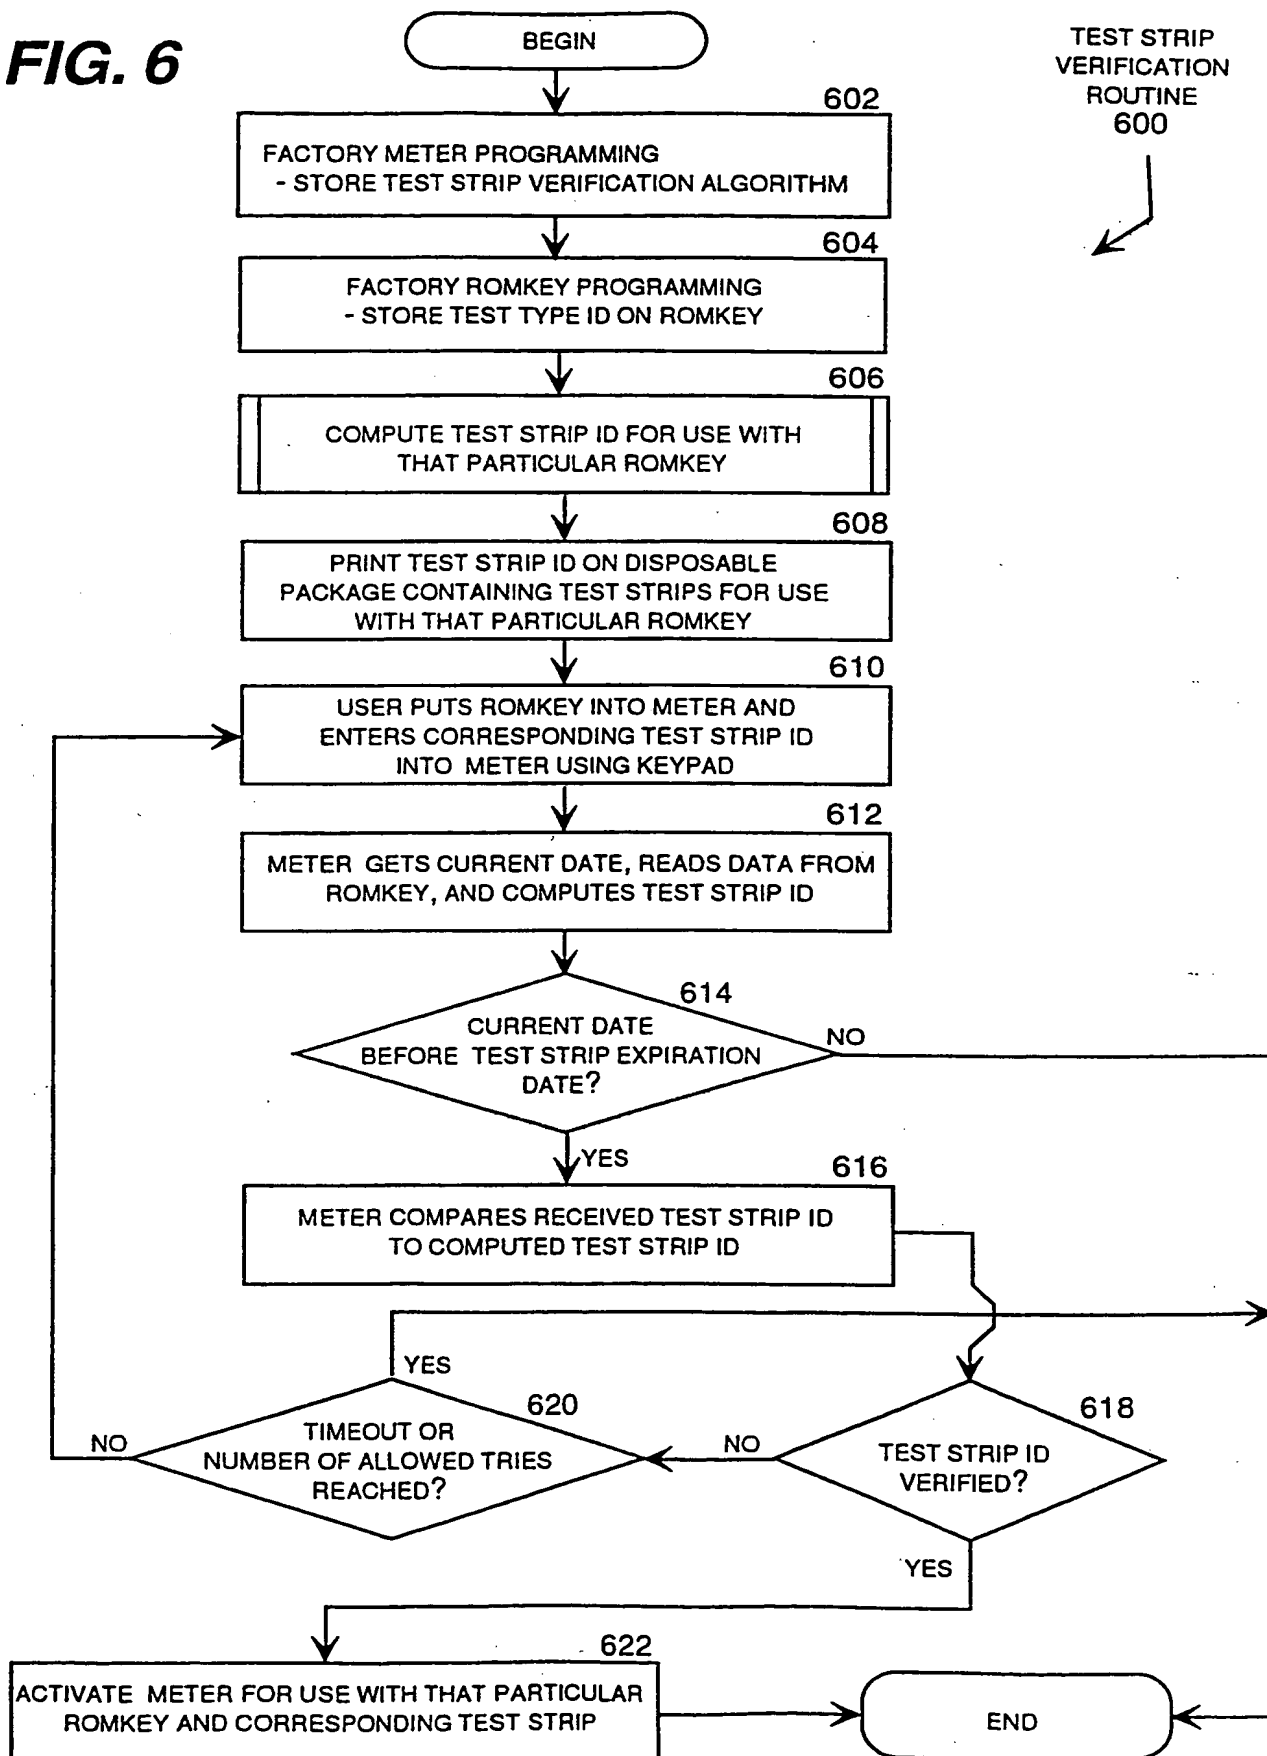 FIG. 6
BEGIN
TEST STRIP
VERIFICATION
ROUTINE
600
602
FACTORY METER PROGRAMMING
- STORE TEST STRIP VERIFICATION ALGORITHM
604
FACTORY ROMKEY PROGRAMMING
- STORE TEST TYPE ID ON ROMKEY
606
COMPUTE TEST STRIP ID FOR USE WITH
THAT PARTICULAR ROMKEY
608
PRINT TEST STRIP ID ON DISPOSABLE
PACKAGE CONTAINING TEST STRIPS FOR USE
WITH THAT PARTICULAR ROMKEY
610
USER PUTS ROMKEY INTO METER AND
ENTERS CORRESPONDING TEST STRIP ID
INTO METER USING KEYPAD
612
METER GETS CURRENT DATE, READS DATA FROM
ROMKEY, AND COMPUTES TEST STRIP ID
614
CURRENT DATE
BEFORE TEST STRIP EXPIRATION
DATE?
NO
YES
616
METER COMPARES RECEIVED TEST STRIP ID
TO COMPUTED TEST STRIP ID
YES
620
TIMEOUT OR
NUMBER OF ALLOWED TRIES
REACHED?
NO
NO
618
TEST STRIP ID
VERIFIED?
YES
622
ACTIVATE METER FOR USE WITH THAT PARTICULAR
ROMKEY AND CORRESPONDING TEST STRIP
END